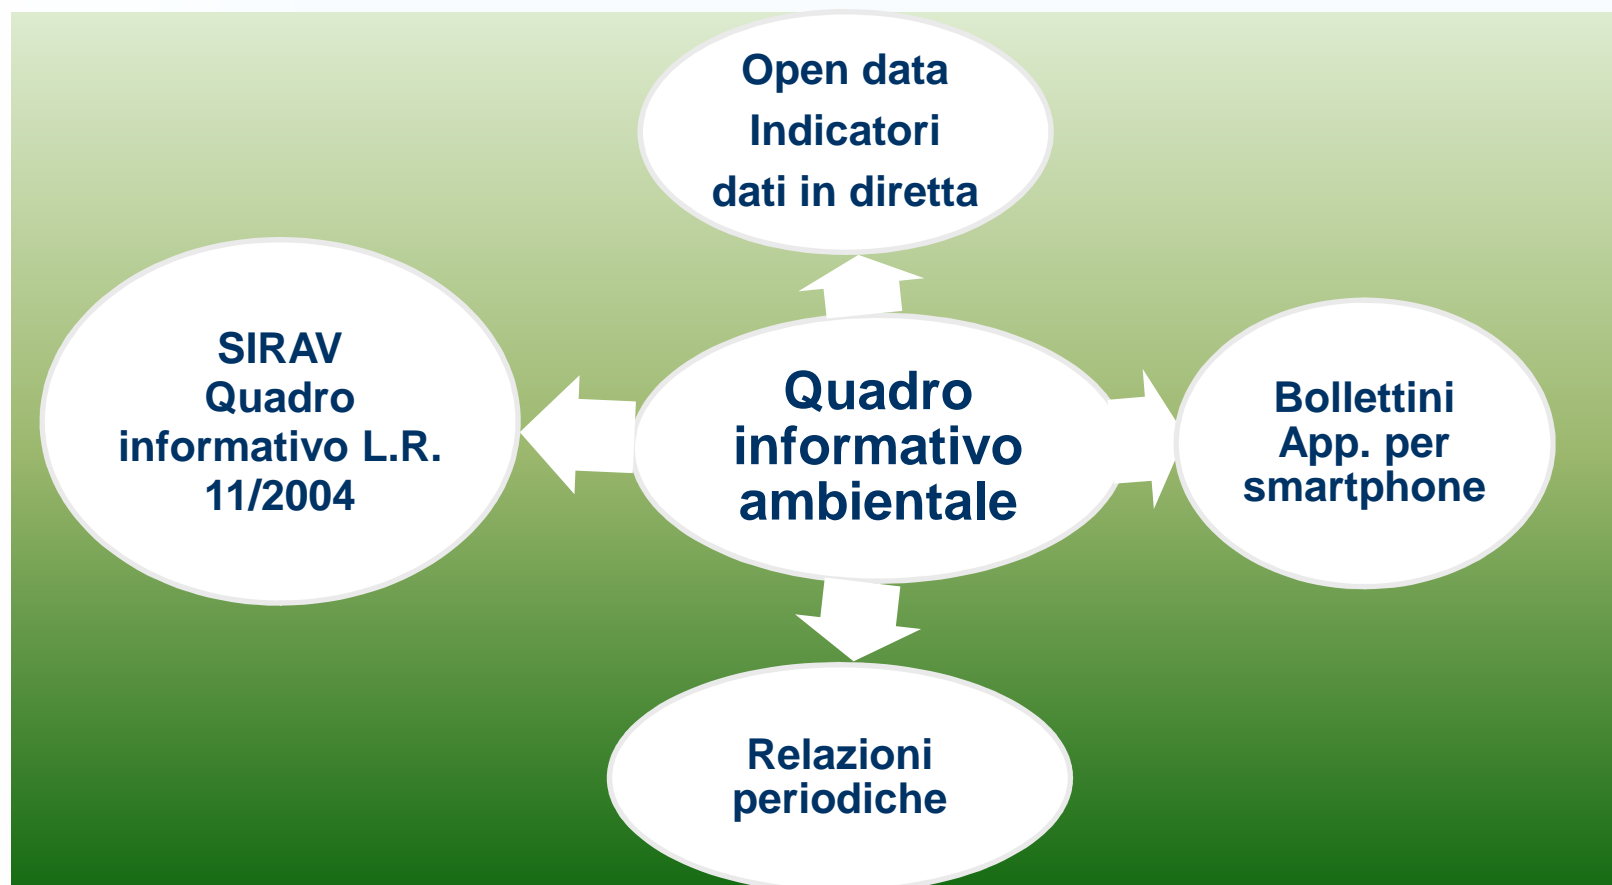 Open data
Indicatori
dati in diretta
SIRAV
Quadro
informativo L.R.
11/2004
Quadro
informativo
ambientale
Bollettini
App. per
smartphone
Relazioni
periodiche